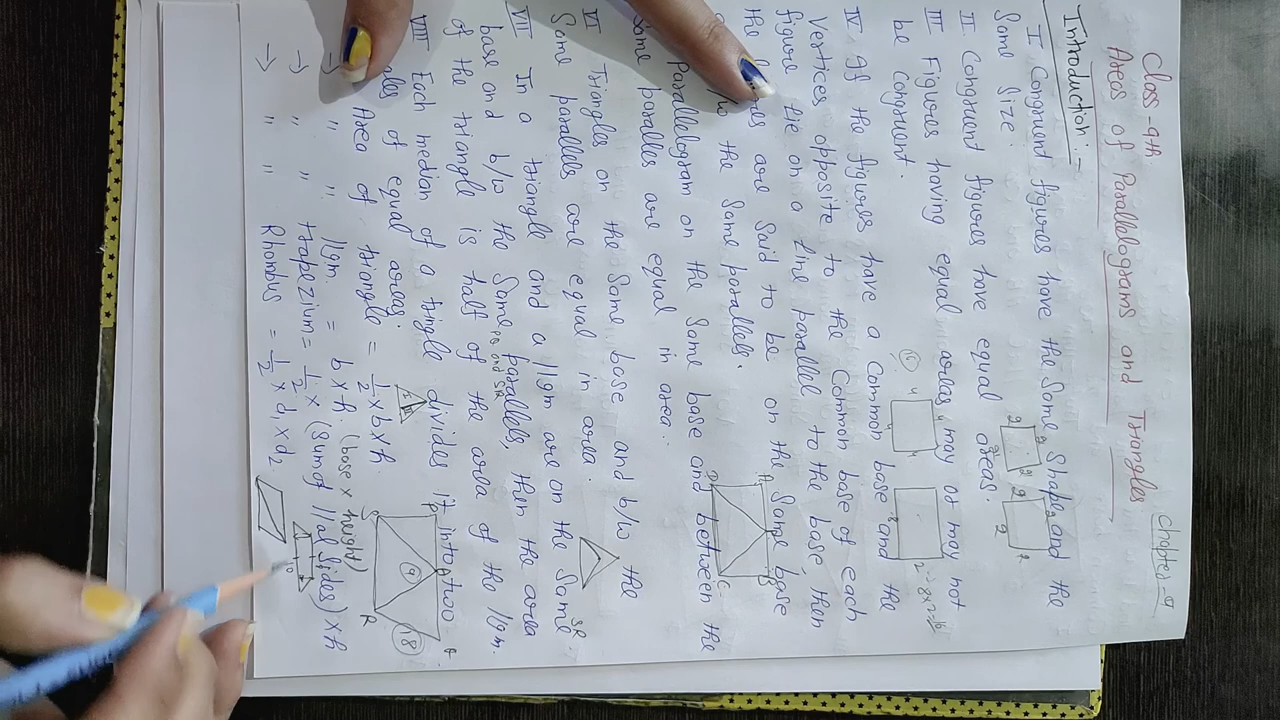 Chapter-9
Class-9th
Areas of Parallelograms and Triangles
Introduction:-
I Congruent figures have the Same Shape and the
Same Size.
II Congruent figures have equal areas.
III Figures having equal areas may or may not
be congruent.
IV If the figures have a Common base and the
Vertices opposite to the Common base of each
figure lie on a line parallel to the base, then
the are Said to be on the Same base
b/w the Same parallels.
Parallelogram on the Same base and between the
Same parallels are equal in area.
VI Triangles on the Same base and b/w the
Same parallels are equal in area.
VII In a triangle and a ||gm are on the Same
base and b/w the Same parallels, then the area
PQ and SR
of the triangle is half of the area of the ||gm.
VIII Each median of a triangle divides it into two
of equal areas.
→ Area of triangle = 1/2 × b × h.
→ " " ||gm. = b × h. (base × height)
→ " " trapezium = 1/2 × (Sum of ||al Sides) × h
→ " " Rhombus = 1/2 × d1 × d2